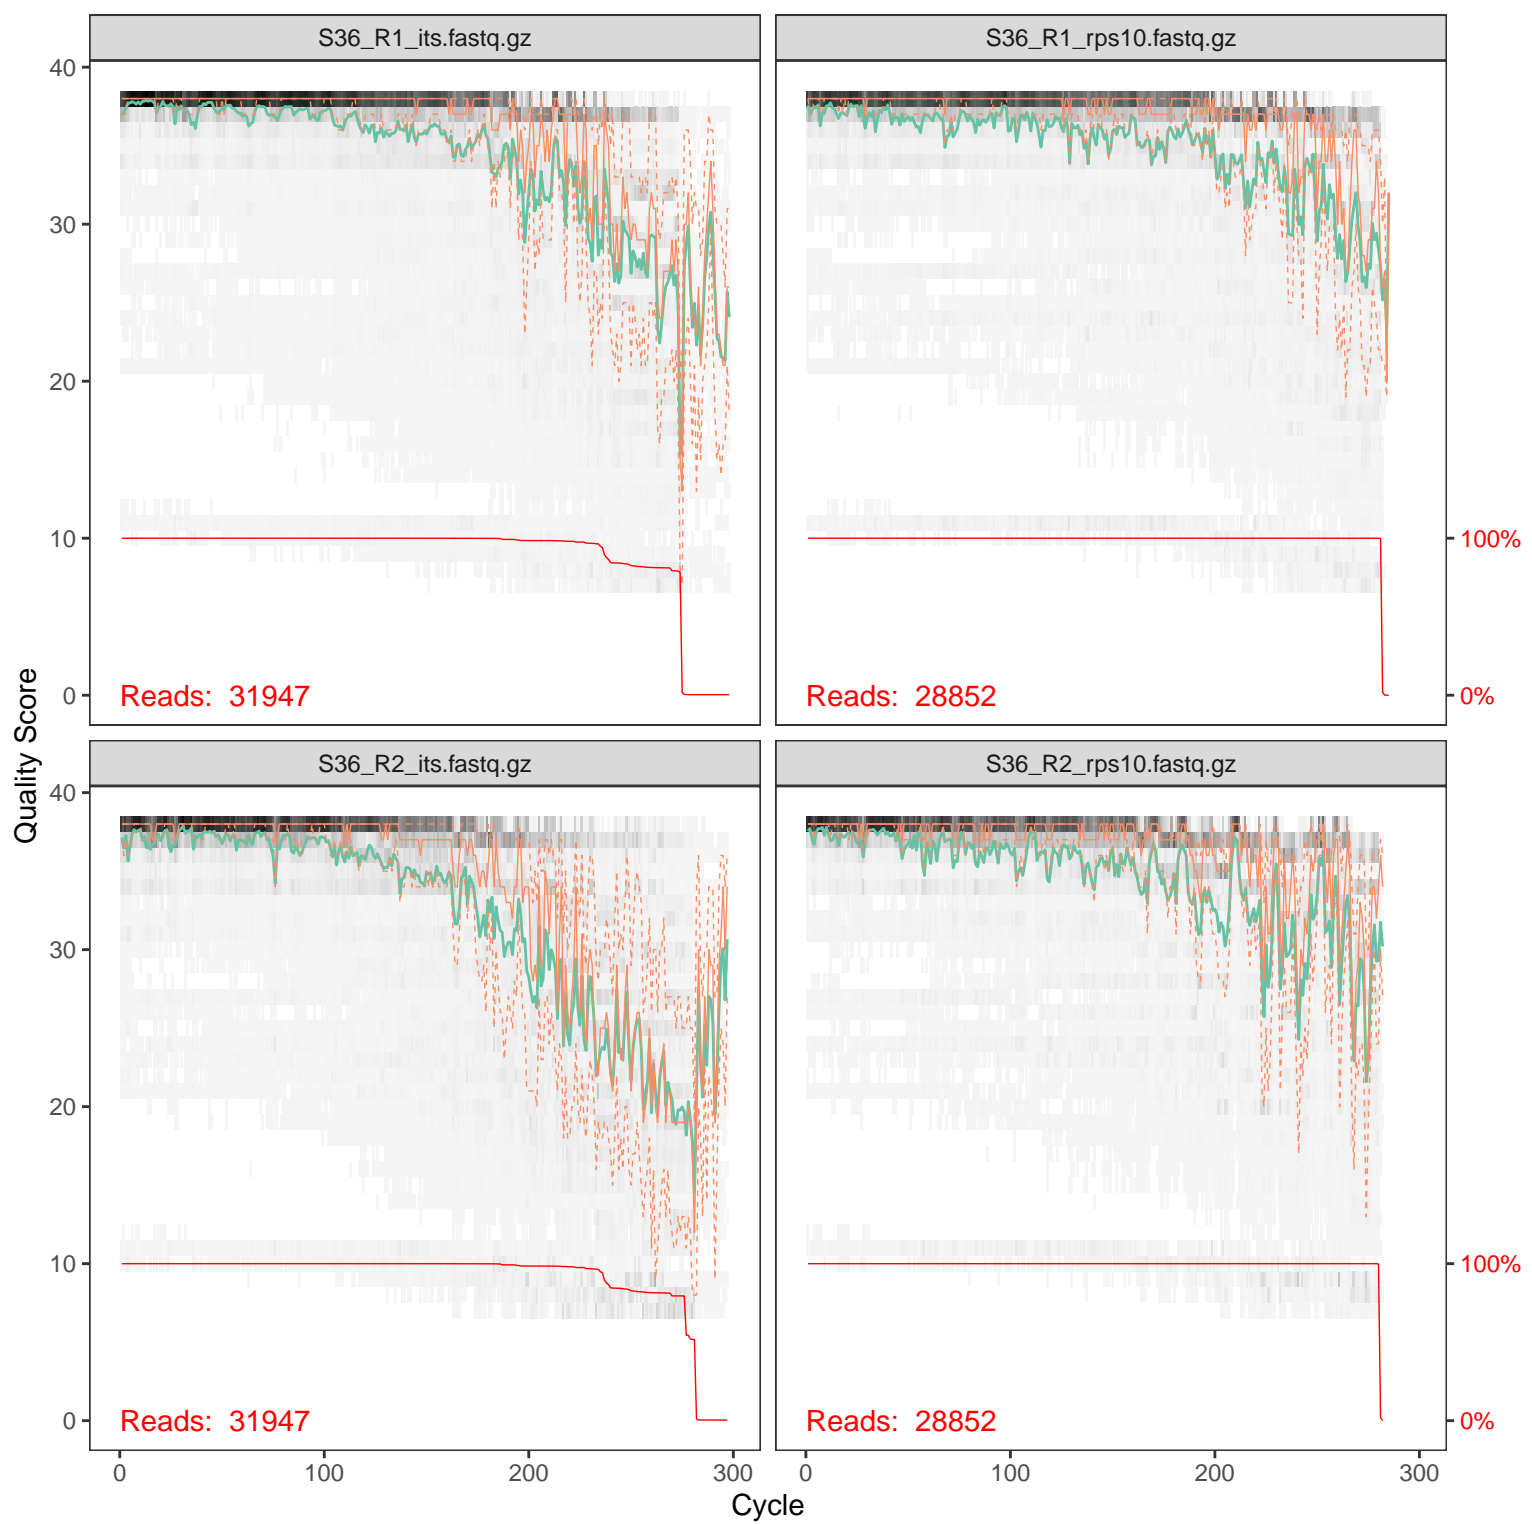 S36_R1_its.fastq.gz
S36_R1_rps10.fastq.gz
40
30
20
10
0
Reads: 31947
Reads: 28852
100%
0%
Quality Score
S36_R2_its.fastq.gz
S36_R2_rps10.fastq.gz
40
30
20
10
0
Reads: 31947
Reads: 28852
100%
0%
0 100 200 300
0 100 200 300
Cycle